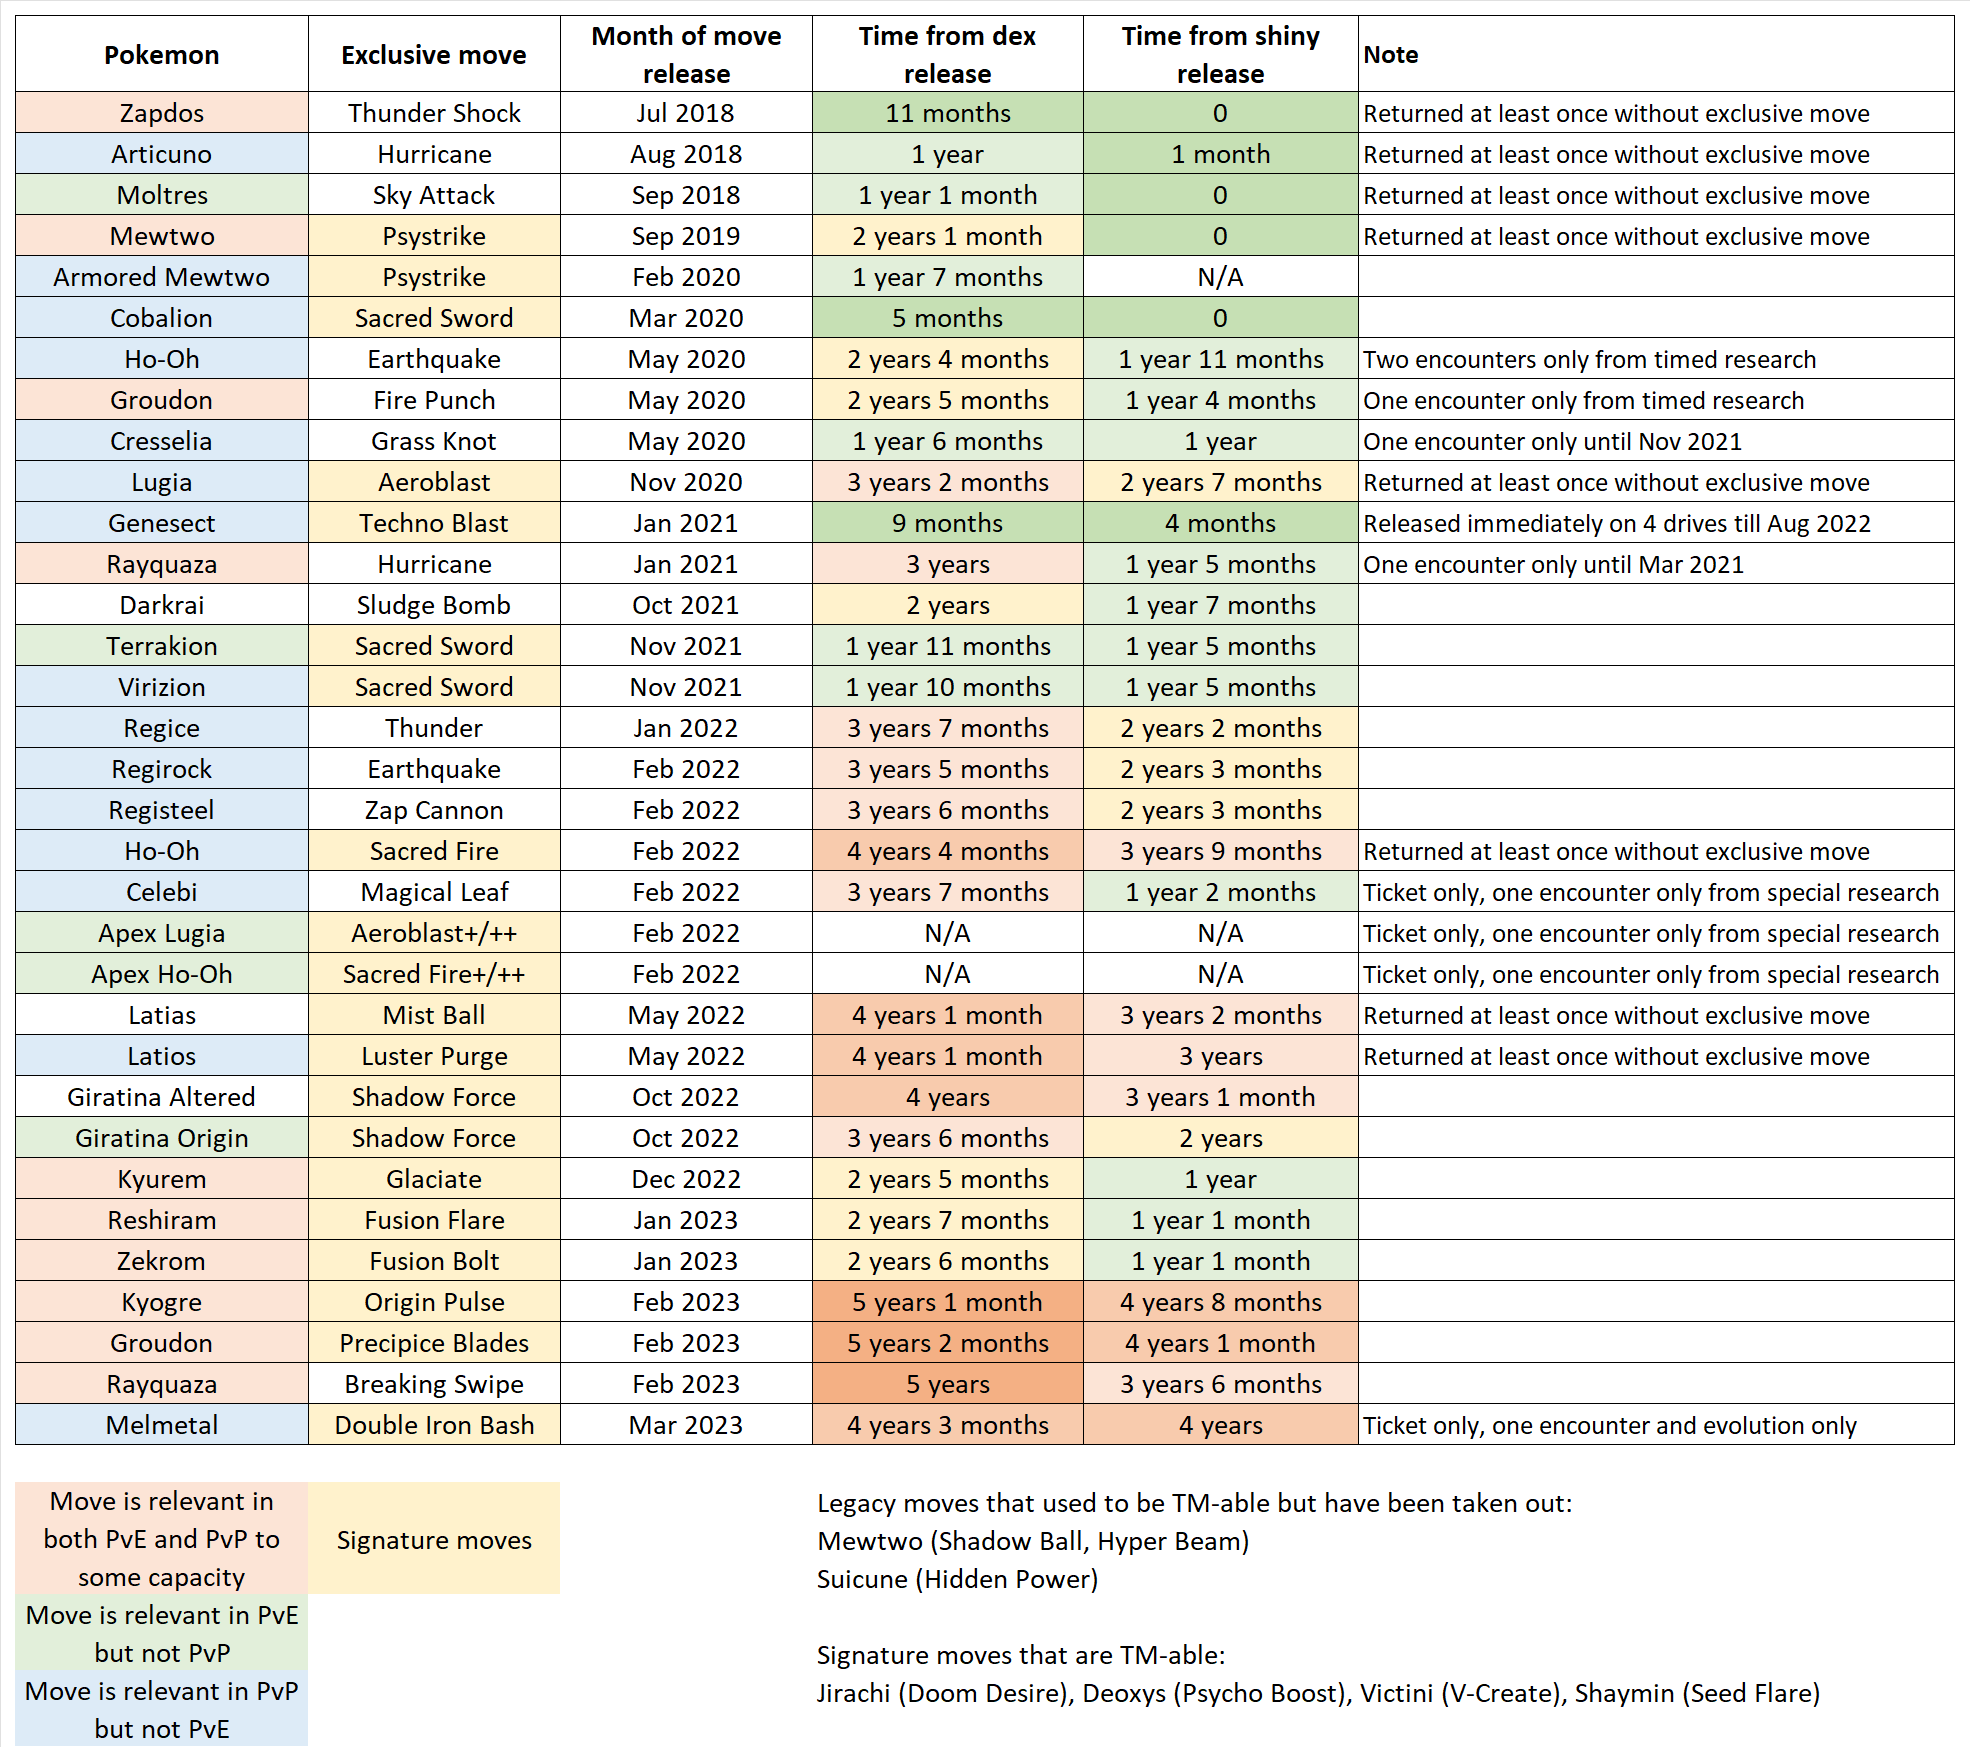 Pokemon Exclusive move Month of move release Time from dex release Time from shiny release Note
Zapdos Thunder Shock Jul 2018 11 months 0 Returned at least once without exclusive move
Articuno Hurricane Aug 2018 1 year 1 month Returned at least once without exclusive move
Moltres Sky Attack Sep 2018 1 year 1 month 0 Returned at least once without exclusive move
Mewtwo Psystrike Sep 2019 2 years 1 month 0 Returned at least once without exclusive move
Armored Mewtwo Psystrike Feb 2020 1 year 7 months N/A
Cobalion Sacred Sword Mar 2020 5 months 0
Ho-Oh Earthquake May 2020 2 years 4 months 1 year 11 months Two encounters only from timed research
Groudon Fire Punch May 2020 2 years 5 months 1 year 4 months One encounter only from timed research
Cresselia Grass Knot May 2020 1 year 6 months 1 year One encounter only until Nov 2021
Lugia Aeroblast Nov 2020 3 years 2 months 2 years 7 months Returned at least once without exclusive move
Genesect Techno Blast Jan 2021 9 months 4 months Released immediately on 4 drives till Aug 2022
Rayquaza Hurricane Jan 2021 3 years 1 year 5 months One encounter only until Mar 2021
Darkrai Sludge Bomb Oct 2021 2 years 1 year 7 months
Terrakion Sacred Sword Nov 2021 1 year 11 months 1 year 5 months
Virizion Sacred Sword Nov 2021 1 year 10 months 1 year 5 months
Regice Thunder Jan 2022 3 years 7 months 2 years 2 months
Regirock Earthquake Feb 2022 3 years 5 months 2 years 3 months
Registeel Zap Cannon Feb 2022 3 years 6 months 2 years 3 months
Ho-Oh Sacred Fire Feb 2022 4 years 4 months 3 years 9 months Returned at least once without exclusive move
Celebi Magical Leaf Feb 2022 3 years 7 months 1 year 2 months Ticket only, one encounter only from special research
Apex Lugia Aeroblast+/++ Feb 2022 N/A N/A Ticket only, one encounter only from special research
Apex Ho-Oh Sacred Fire+/++ Feb 2022 N/A N/A Ticket only, one encounter only from special research
Latias Mist Ball May 2022 4 years 1 month 3 years 2 months Returned at least once without exclusive move
Latios Luster Purge May 2022 4 years 1 month 3 years Returned at least once without exclusive move
Giratina Altered Shadow Force Oct 2022 4 years 3 years 1 month
Giratina Origin Shadow Force Oct 2022 3 years 6 months 2 years
Kyurem Glaciate Dec 2022 2 years 5 months 1 year
Reshiram Fusion Flare Jan 2023 2 years 7 months 1 year 1 month
Zekrom Fusion Bolt Jan 2023 2 years 6 months 1 year 1 month
Kyogre Origin Pulse Feb 2023 5 years 1 month 4 years 8 months
Groudon Precipice Blades Feb 2023 5 years 2 months 4 years 1 month
Rayquaza Breaking Swipe Feb 2023 5 years 3 years 6 months
Melmetal Double Iron Bash Mar 2023 4 years 3 months 4 years Ticket only, one encounter and evolution only
Move is relevant in
both PvE and PvP to
some capacity
Signature moves
Move is relevant in PvE
but not PvP
Move is relevant in PvP
but not PvE
Legacy moves that used to be TM-able but have been taken out:
Mewtwo (Shadow Ball, Hyper Beam)
Suicune (Hidden Power)
Signature moves that are TM-able:
Jirachi (Doom Desire), Deoxys (Psycho Boost), Victini (V-Create), Shaymin (Seed Flare)